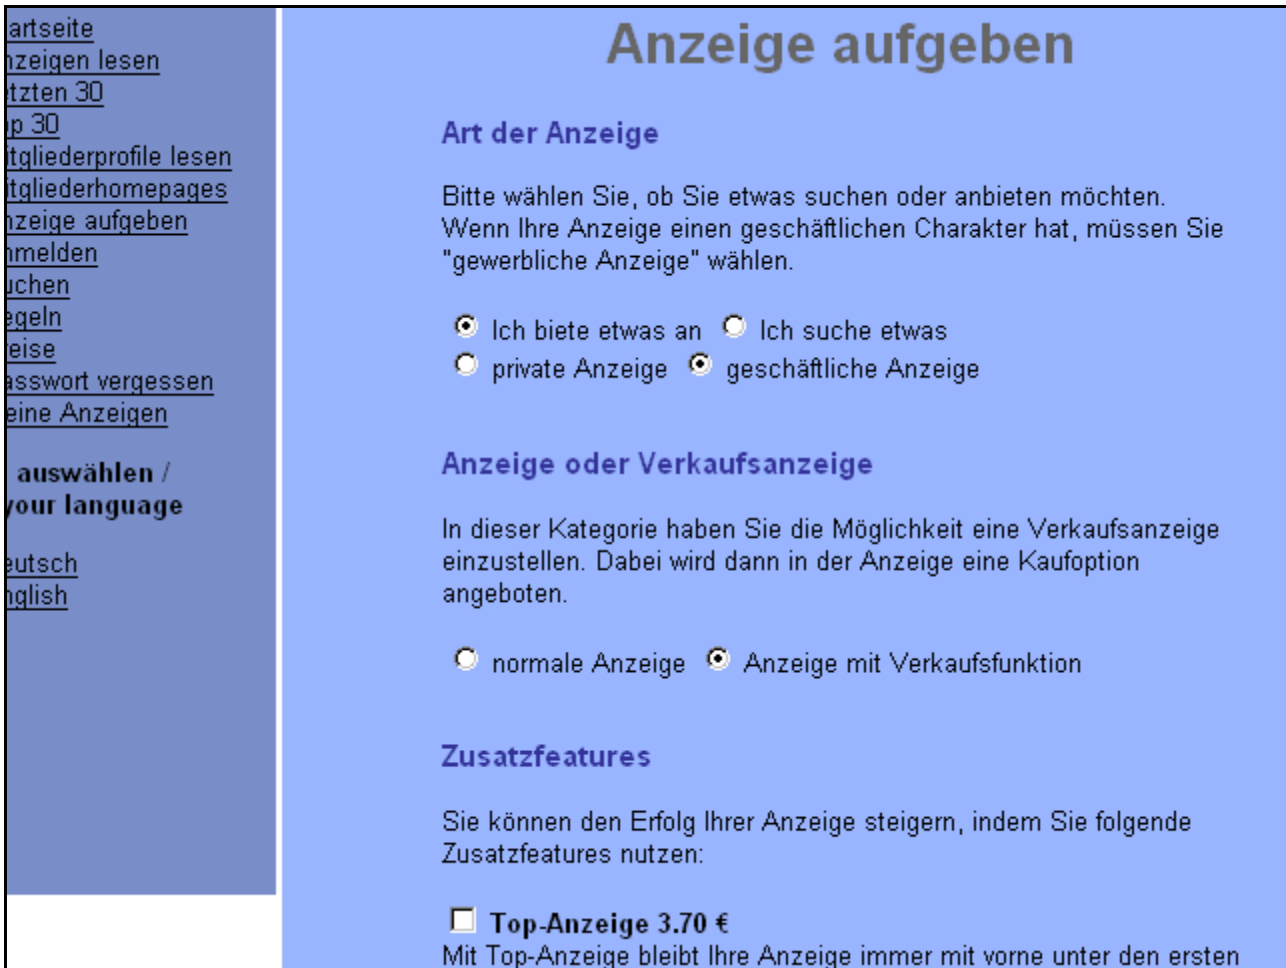 artseite
nzeigen lesen
tzten 30
p 30
itgliederprofile lesen
itgliederhomepages
nzeige aufgeben
nmelden
uchen
egeln
reise
asswort vergessen
eine Anzeigen
auswählen /
your language
eutsch
nglish
Anzeige aufgeben
Art der Anzeige
Bitte wählen Sie, ob Sie etwas suchen oder anbieten möchten.
Wenn Ihre Anzeige einen geschäftlichen Charakter hat, müssen Sie
"gewerbliche Anzeige" wählen.
Ich biete etwas an Ich suche etwas
private Anzeige geschäftliche Anzeige
Anzeige oder Verkaufsanzeige
In dieser Kategorie haben Sie die Möglichkeit eine Verkaufsanzeige
einzustellen. Dabei wird dann in der Anzeige eine Kaufoption
angeboten.
normale Anzeige Anzeige mit Verkaufsfunktion
Zusatzfeatures
Sie können den Erfolg Ihrer Anzeige steigern, indem Sie folgende
Zusatzfeatures nutzen:
Top-Anzeige 3.70 €
Mit Top-Anzeige bleibt Ihre Anzeige immer mit vorne unter den ersten